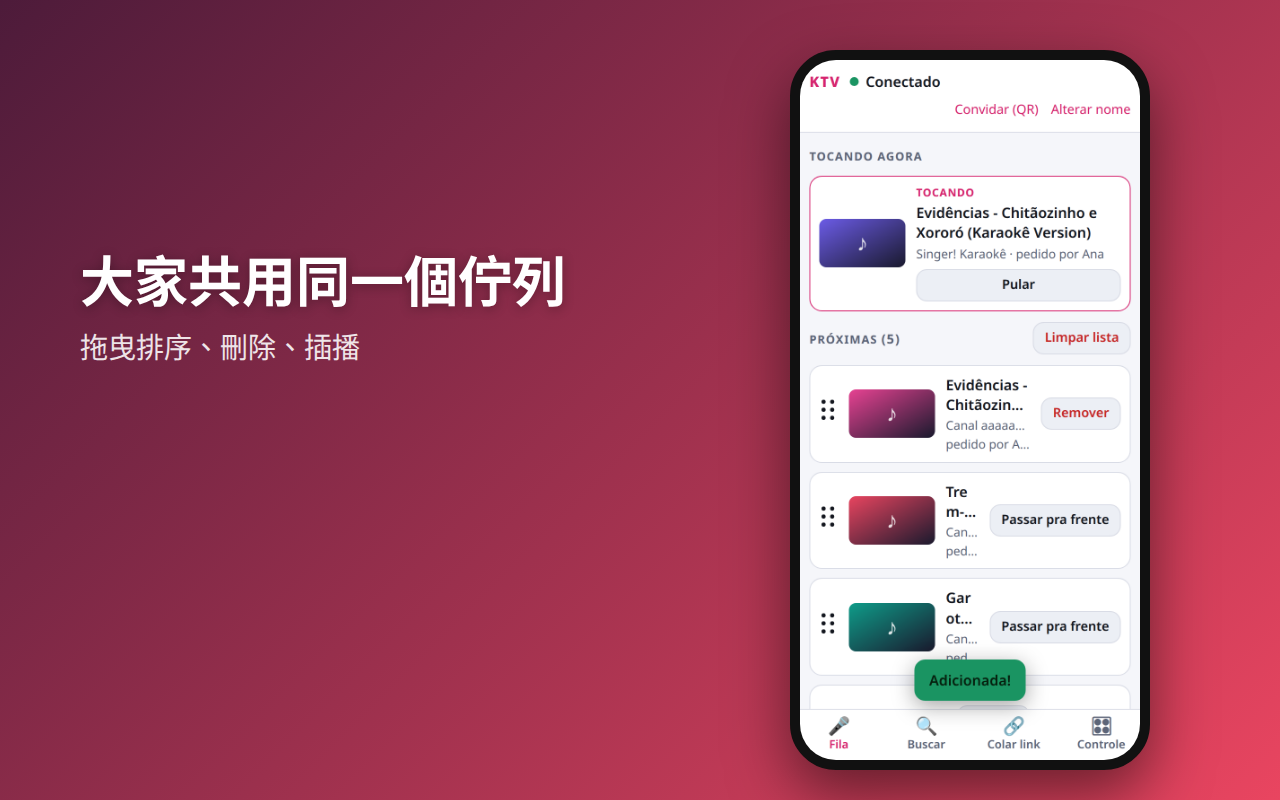 大家共用同一個佇列
拖曳排序、刪除、插播
KTV Conectado
Convidar (QR) Alterar nome
TOCANDO AGORA
TOCANDO
Evidências - Chitãozinho e
Xororó (Karaokê Version)
Singer! Karaokê · pedido por Ana
Pular
PRÓXIMAS (5)
Limpar lista
Evidências -
Chitãozin...
Canal aaaaa...
pedido por A...
Remover
Tre
m-...
Can...
ped...
Passar pra frente
Gar
ot...
Can...
ped...
Passar pra frente
Adicionada!
Fila
Buscar
Colar link
Controle